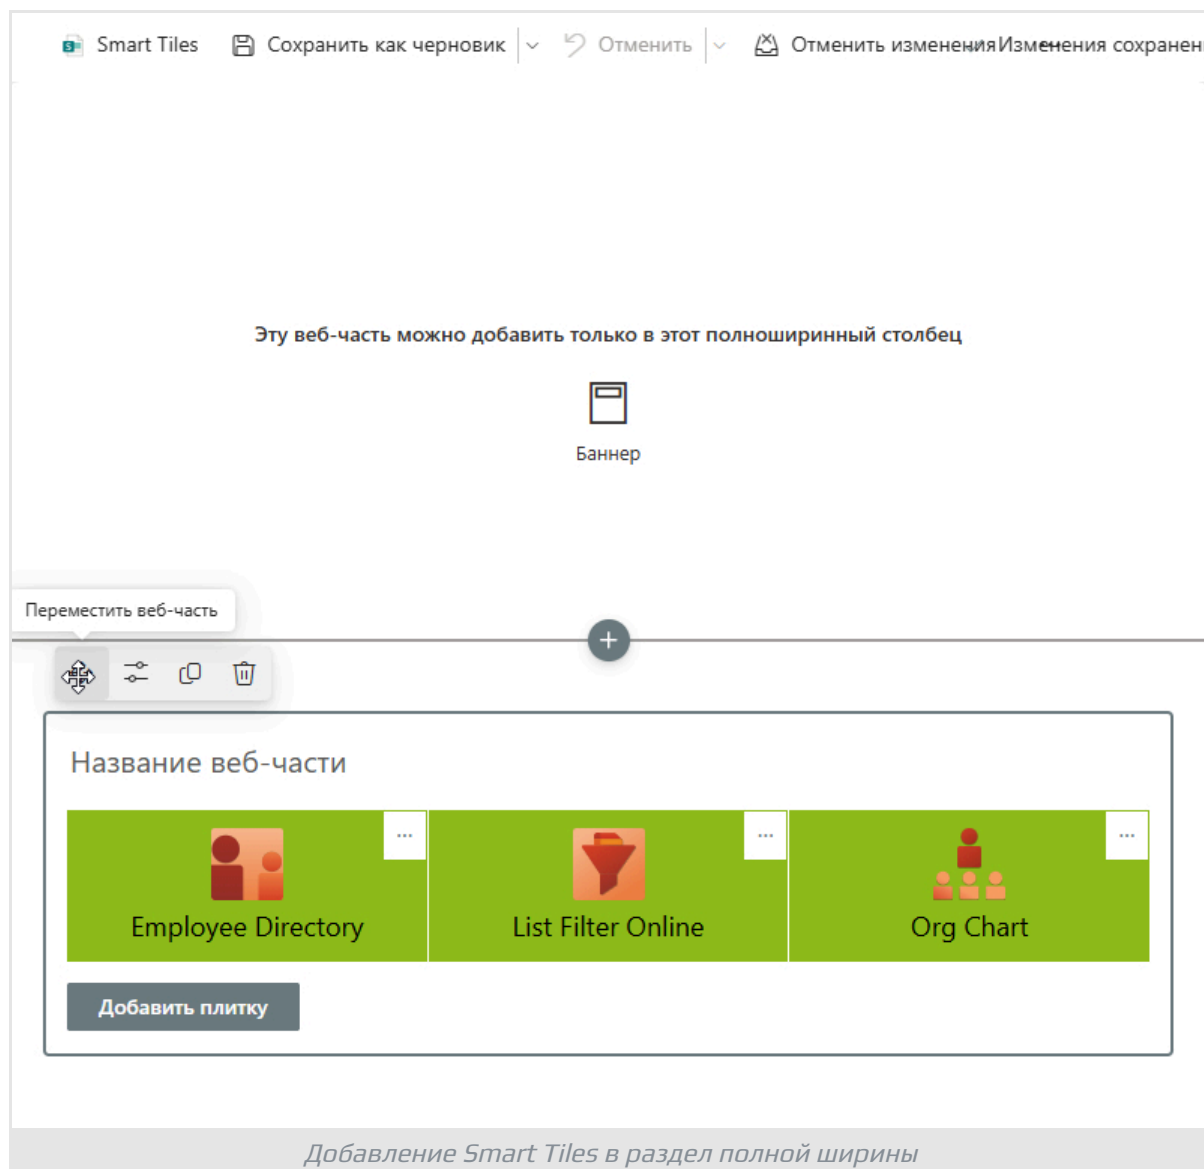 Smart Tiles Сохранить как черновик Отменить Отменить изменения Изменения сохранен
Эту веб-часть можно добавить только в этот полноширинный столбец
Баннер
Переместить веб-часть
Название веб-части
Employee Directory List Filter Online Org Chart
Добавить плитку
Добавление Smart Tiles в раздел полной ширины